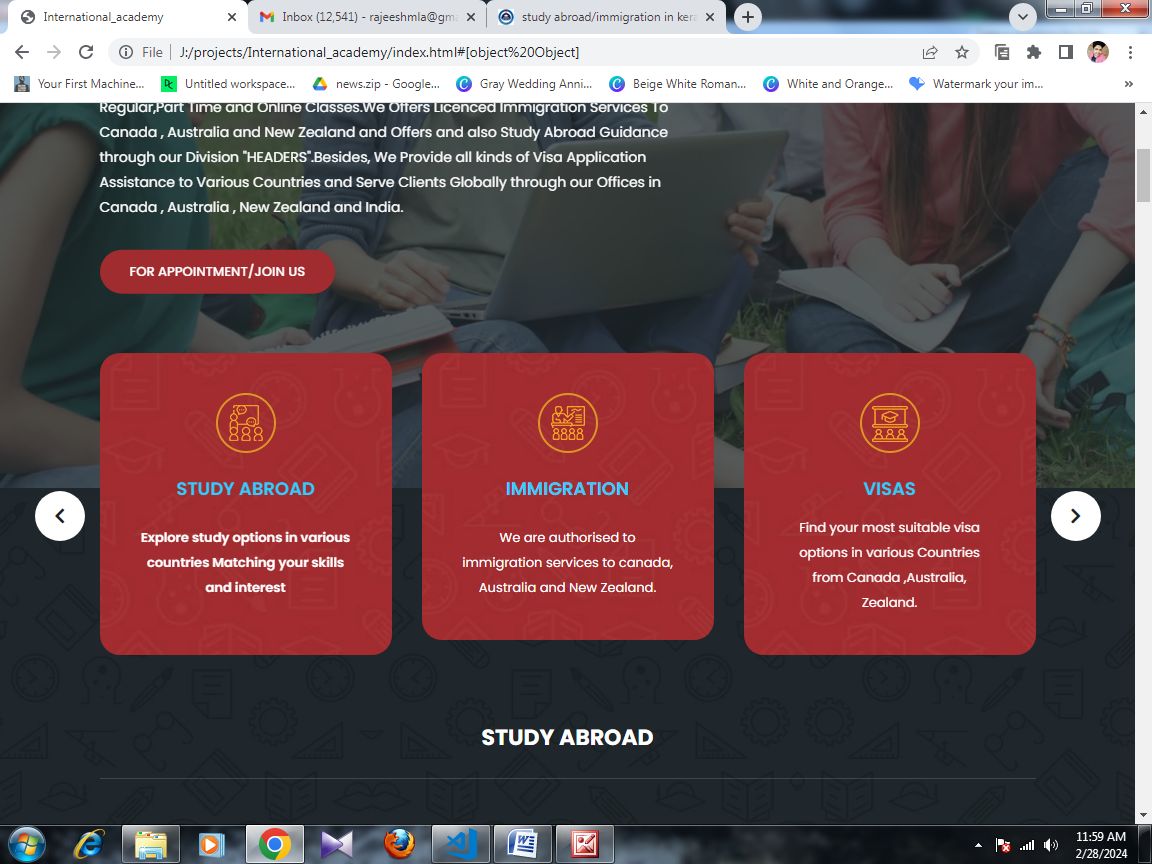 International_academy
Inbox (12,541) - rajeeshmla@gma
study abroad/immigration in kera
File
J:/projects/International_academy/index.html#[object%20Object]
Your First Machine...
Untitled workspace...
news.zip - Google...
Gray Wedding Anni...
Beige White Roman...
White and Orange...
Watermark your im...
»
Regular,Part Time and Online Classes.We Offers Licenced Immigration Services To
Canada , Australia and New Zealand and Offers and also Study Abroad Guidance
through our Division "HEADERS".Besides, We Provide all kinds of Visa Application
Assistance to Various Countries and Serve Clients Globally through our Offices in
Canada , Australia , New Zealand and India.
FOR APPOINTMENT/JOIN US
STUDY ABROAD
Explore study options in various
countries Matching your skills
and interest
IMMIGRATION
We are authorised to
immigration services to canada,
Australia and New Zealand.
VISAS
Find your most suitable visa
options in various Countries
from Canada ,Australia,
Zealand.
STUDY ABROAD
11:59 AM
2/28/2024